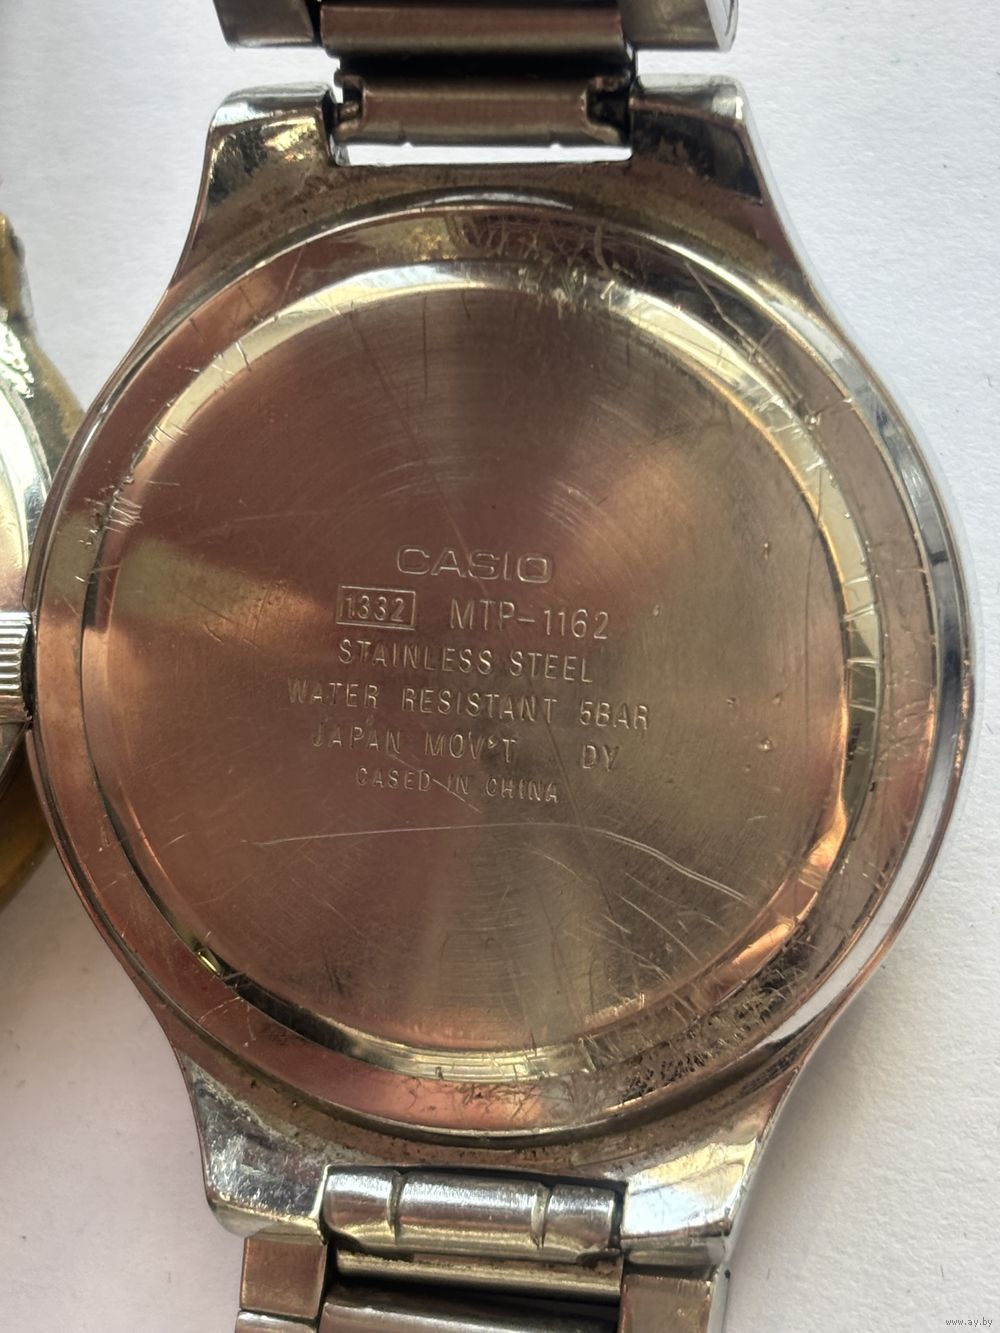 CASIO
1332 MTP-1162
STAINLESS STEEL
WATER RESISTANT 5BAR
JAPAN MOV'T DY
CASED IN CHINA
www.ay.by